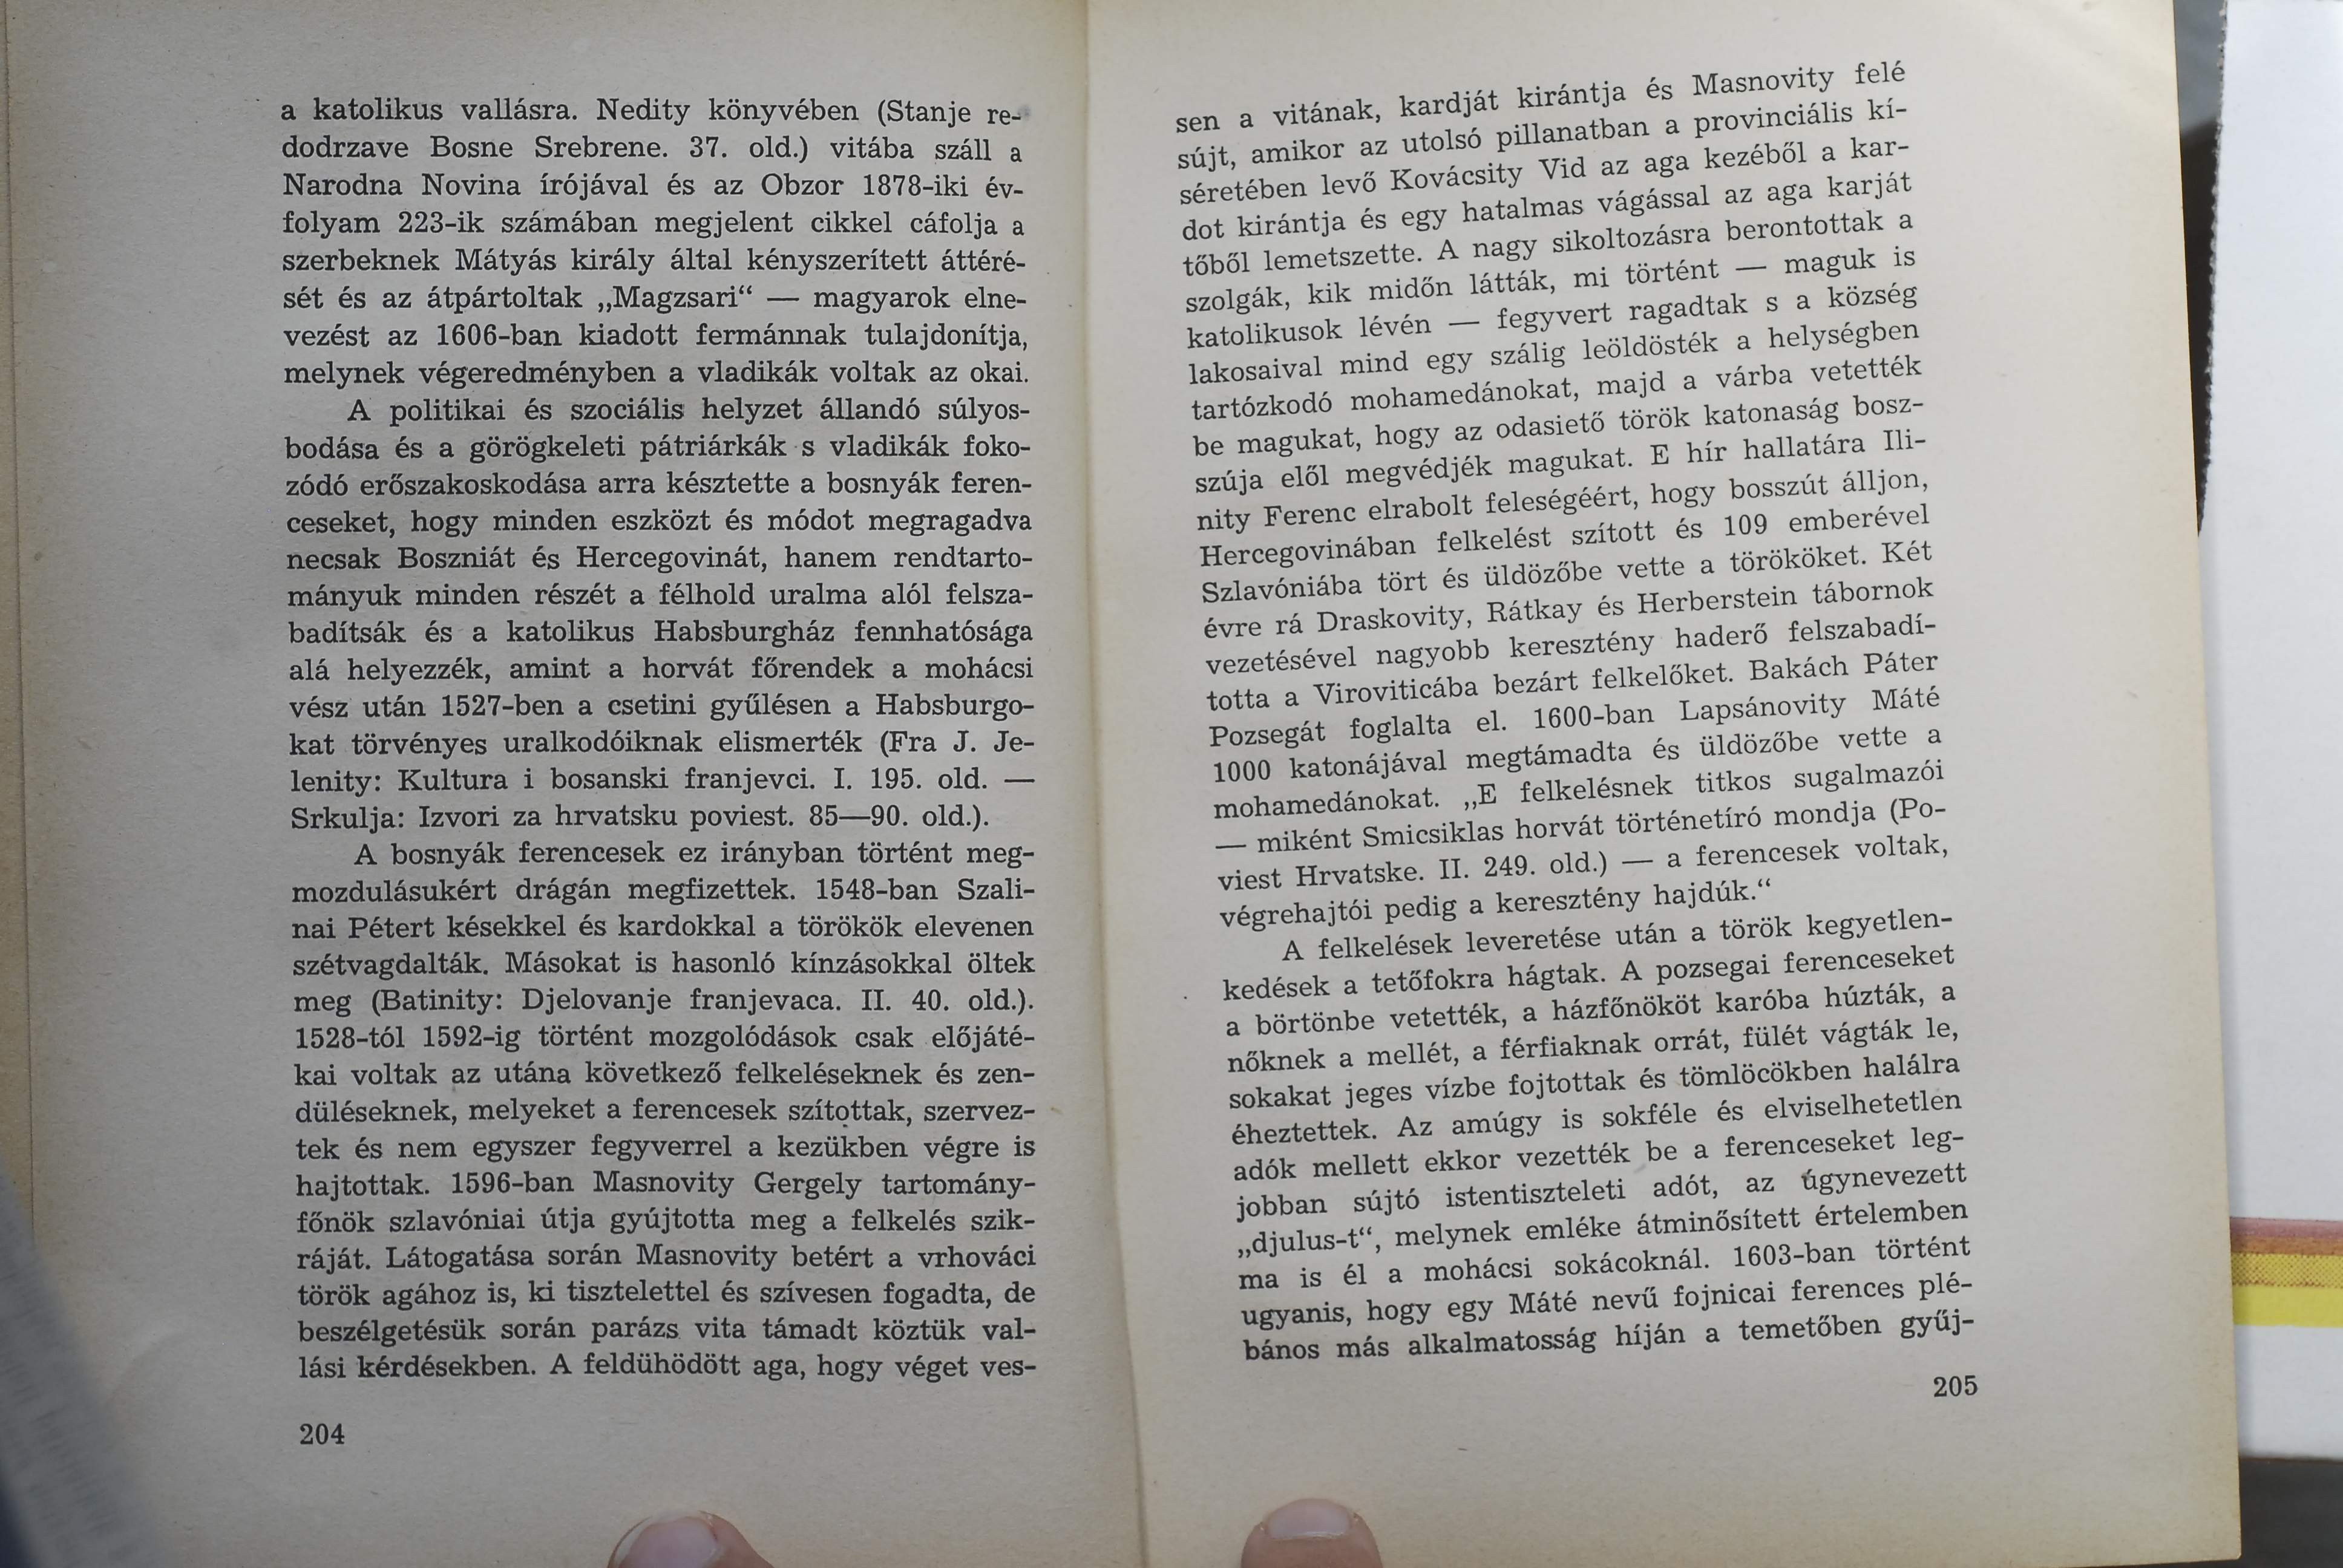 a katolikus vallásra. Nedity könyvében (Stanje re-
dodrzave Bosne Srebrene. 37. old.) vitába száll a
Narodna Novina írójával és az Obzor 1878-iki év-
folyam 223-ik számában megjelent cikkel cáfolja a
szerbeknek Mátyás király által kényszerített áttéré-
sét és az átpártoltak „Magzsari“ — magyarok elne-
vezést az 1606-ban kiadott fermánnak tulajdonítja,
melynek végeredményben a vladikák voltak az okai.
A politikai és szociális helyzet állandó súlyos-
bodása és a görögkeleti pátriárkák s vladikák foko-
zódó erőszakoskodása arra késztette a bosnyák feren-
ceseket, hogy minden eszközt és módot megragadva
necsak Boszniát és Hercegovinát, hanem rendtarto-
mányuk minden részét a félhold uralma alól felsza-
badítsák és a katolikus Habsburgház fennhatósága
alá helyezzék, amint a horvát főrendek a mohácsi
vész után 1527-ben a csetini gyűlésen a Habsburgo-
kat törvényes uralkodóiknak elismerték (Fra J. Je-
lenity: Kultura i bosanski franjevci. I. 195. old. —
Srkulja: Izvori za hrvatsku poviest. 85—90. old.).
A bosnyák ferencesek ez irányban történt meg-
mozdulásukért drágán megfizettek. 1548-ban Szali-
nai Pétert késekkel és kardokkal a törökök elevenen
szétvagdalták. Másokat is hasonló kínzásokkal öltek
meg (Batinity: Djelovanje franjevaca. II. 40. old.).
1528-tól 1592-ig történt mozgolódások csak előjáté-
kai voltak az utána következő felkeléseknek és zen-
düléseknek, melyeket a ferencesek szítottak, szervez-
tek és nem egyszer fegyverrel a kezükben végre is
hajtottak. 1596-ban Masnovity Gergely tartomány-
főnök szlavóniai útja gyújtotta meg a felkelés szik-
ráját. Látogatása során Masnovity betért a vrhováci
török agához is, ki tisztelettel és szívesen fogadta, de
beszélgetésük során parázs vita támadt köztük val-
lási kérdésekben. A feldühödött aga, hogy véget ves-
204
sen a vitának, kardját kirántja és Masnovity felé
sújt, amikor az utolsó pillanatban a provinciális kí-
séretében levő Kovácsity Vid az aga kezéből a kar-
dot kirántja és egy hatalmas vágással az aga karját
tőből lemetszette. A nagy sikoltozásra berontottak a
szolgák, kik midőn látták, mi történt — maguk is
katolikusok lévén — fegyvert ragadtak s a község
lakosaival mind egy szálig leöldösték a helységben
tartózkodó mohamedánokat, majd a várba vetették
be magukat, hogy az odasiető török katonaság bosz-
szúja elől megvédjék magukat. E hír hallatára Ili-
nity Ferenc elrabolt feleségéért, hogy bosszút álljon,
Hercegovinában felkelést szított és 109 emberével
Szlavóniába tört és üldözőbe vette a törököket. Két
évre rá Draskovity, Rátkay és Herberstein tábornok
vezetésével nagyobb keresztény haderő felszabadí-
totta a Viroviticába bezárt felkelőket. Bakách Páter
Pozsegát foglalta el. 1600-ban Lapsánovity Máté
1000 katonájával megtámadta és üldözőbe vette a
mohamedánokat. „E felkelésnek titkos sugalmazói
— miként Smicsiklas horvát történetíró mondja (Po-
viest Hrvatske. II. 249. old.) — a ferencesek voltak,
végrehajtói pedig a keresztény hajdúk.“
A felkelések leveretése után a török kegyetlen-
kedések a tetőfokra hágtak. A pozsegai ferenceseket
a börtönbe vetették, a házfőnököt karóba húzták, a
nőknek a mellét, a férfiaknak orrát, fülét vágták le,
sokakat jeges vízbe fojtottak és tömlöcökben halálra
éheztettek. Az amúgy is sokféle és elviselhetetlen
adók mellett ekkor vezették be a ferenceseket leg-
jobban sújtó istentiszteleti adót, az úgynevezett
„djulus-t“, melynek emléke átminősített értelemben
ma is él a mohácsi sokácoknál. 1603-ban történt
ugyanis, hogy egy Máté nevű fojnicai ferences plé-
bános más alkalmatosság híján a temetőben gyűj-
205